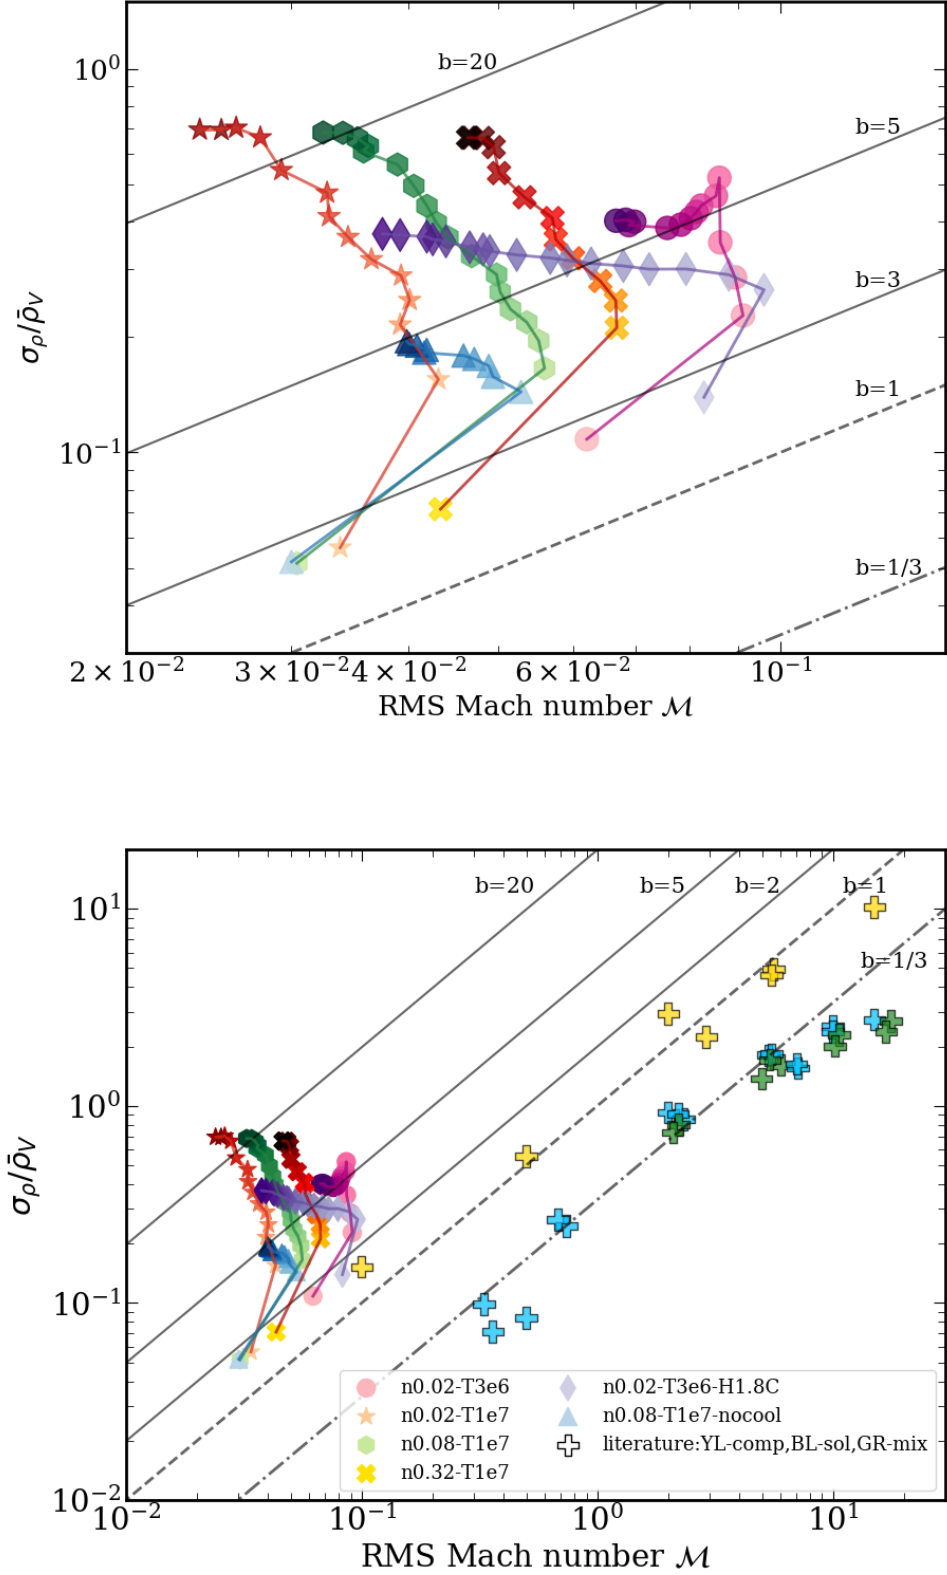 10⁰
b=20
b=5
b=3
b=1
b=1/3
10⁻¹
σρ/ρ̄V
2 × 10⁻²
3 × 10⁻²
4 × 10⁻²
6 × 10⁻²
10⁻¹
RMS Mach number ℳ
b=20
b=5
b=2
b=1
b=1/3
10¹
10⁰
10⁻¹
10⁻²
σρ/ρ̄V
n0.02-T3e6
n0.02-T1e7
n0.08-T1e7
n0.32-T1e7
n0.02-T3e6-H1.8C
n0.08-T1e7-nocool
literature:YL-comp,BL-sol,GR-mix
10⁻²
10⁻¹
10⁰
10¹
RMS Mach number ℳ